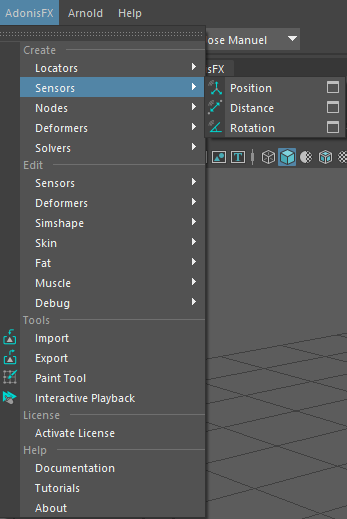 AdonisFX Arnold Help
ose Manuel
sFX
Create
Locators
Sensors
Nodes
Deformers
Solvers
Position
Distance
Rotation
Edit
Sensors
Deformers
Simshape
Skin
Fat
Muscle
Debug
Tools
Import
Export
Paint Tool
Interactive Playback
License
Activate License
Help
Documentation
Tutorials
About